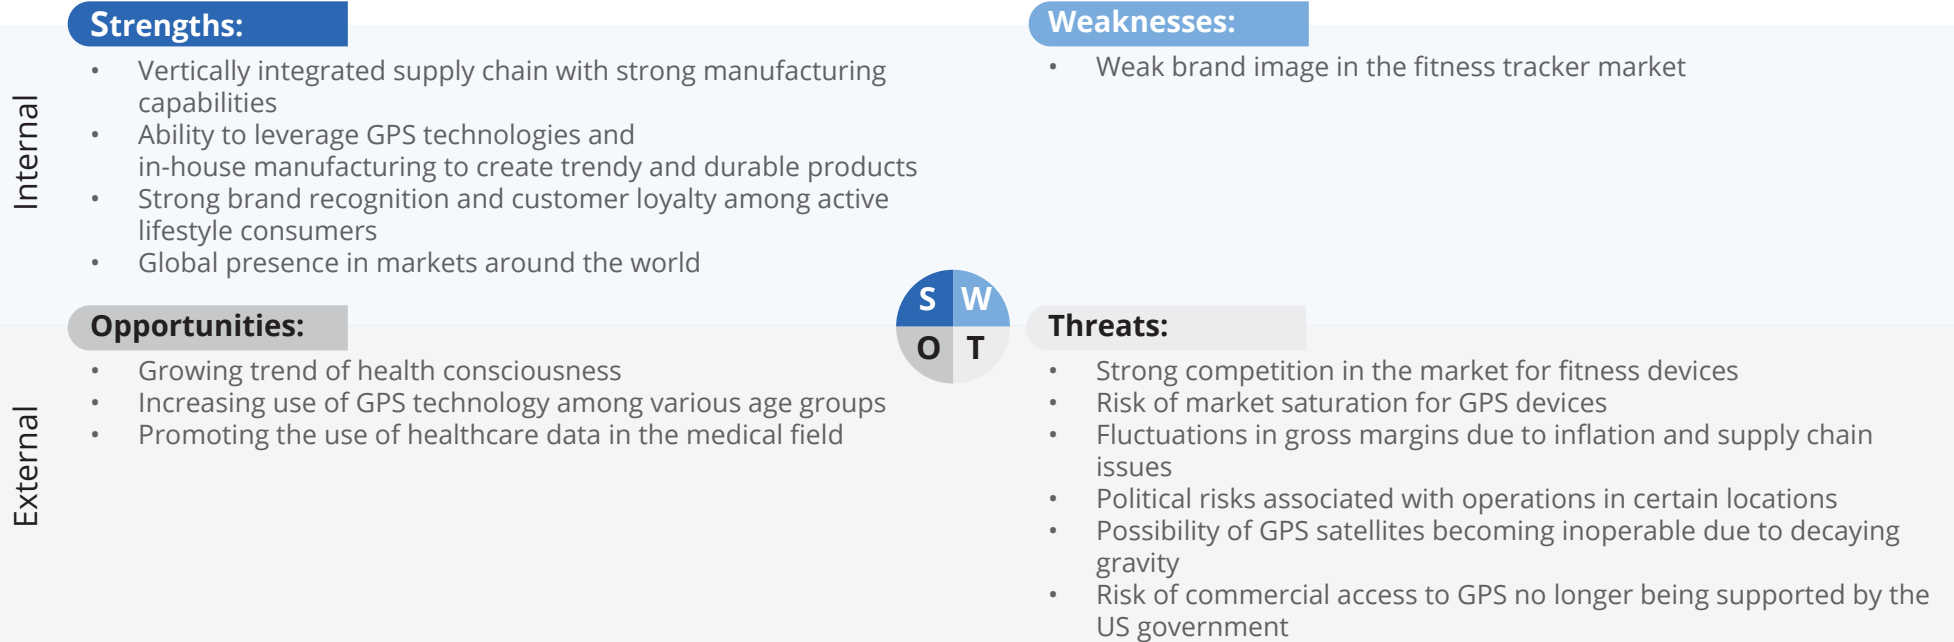 Internal
Strengths:
• Vertically integrated supply chain with strong manufacturing
capabilities
• Ability to leverage GPS technologies and
in-house manufacturing to create trendy and durable products
• Strong brand recognition and customer loyalty among active
lifestyle consumers
• Global presence in markets around the world
Weaknesses:
• Weak brand image in the fitness tracker market
S W
O T
External
Opportunities:
• Growing trend of health consciousness
• Increasing use of GPS technology among various age groups
• Promoting the use of healthcare data in the medical field
Threats:
• Strong competition in the market for fitness devices
• Risk of market saturation for GPS devices
• Fluctuations in gross margins due to inflation and supply chain
issues
• Political risks associated with operations in certain locations
• Possibility of GPS satellites becoming inoperable due to decaying
gravity
• Risk of commercial access to GPS no longer being supported by the
US government